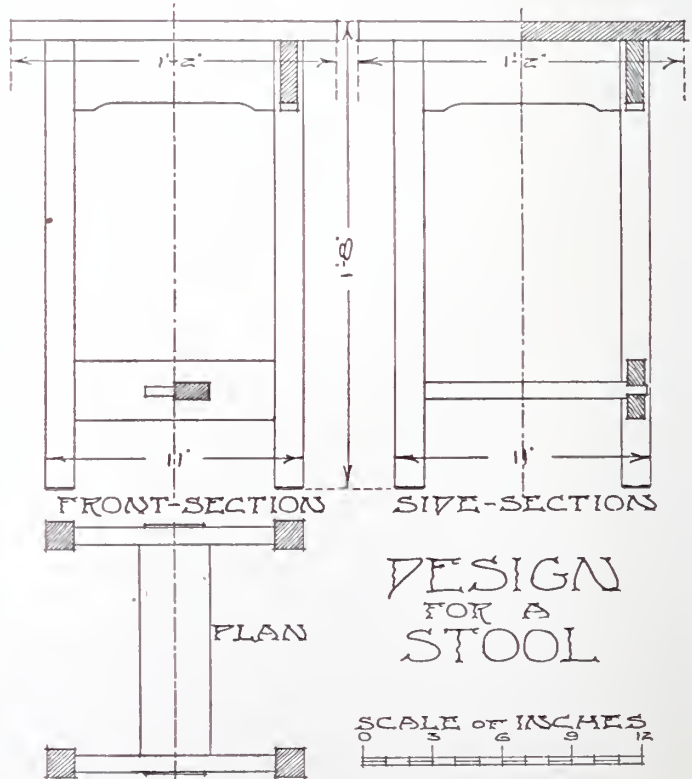 1'-2"
1'-2"
1'-8"
11"
11"
FRONT-SECTION
SIDE-SECTION
PLAN
DESIGN
FOR A
STOOL
SCALE OF INCHES
0 3 6 9 12